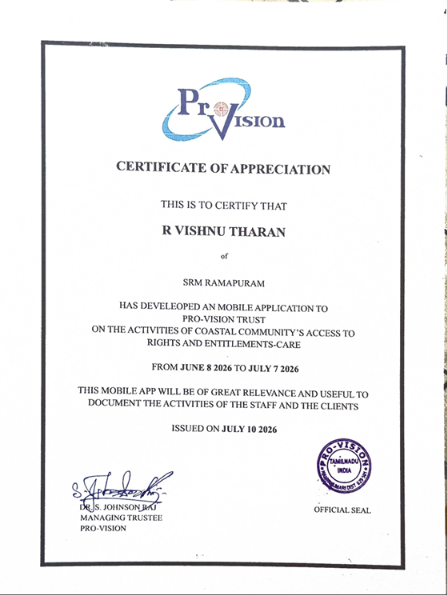 ProVision
CERTIFICATE OF APPRECIATION
THIS IS TO CERTIFY THAT
R VISHNU THARAN
of
SRM RAMAPURAM
HAS DEVELEOPED AN MOBILE APPLICATION TO
PRO-VISION TRUST
ON THE ACTIVITIES OF COASTAL COMMUNITY'S ACCESS TO
RIGHTS AND ENTITLEMENTS-CARE
FROM JUNE 8 2026 TO JULY 7 2026
THIS MOBILE APP WILL BE OF GREAT RELEVANCE AND USEFUL TO
DOCUMENT THE ACTIVITIES OF THE STAFF AND THE CLIENTS
ISSUED ON JULY 10 2026
DR. S. JOHNSON RAJ
MANAGING TRUSTEE
PRO-VISION
PRO-VISION
TAMILNADU
INDIA
OFFICIAL SEAL